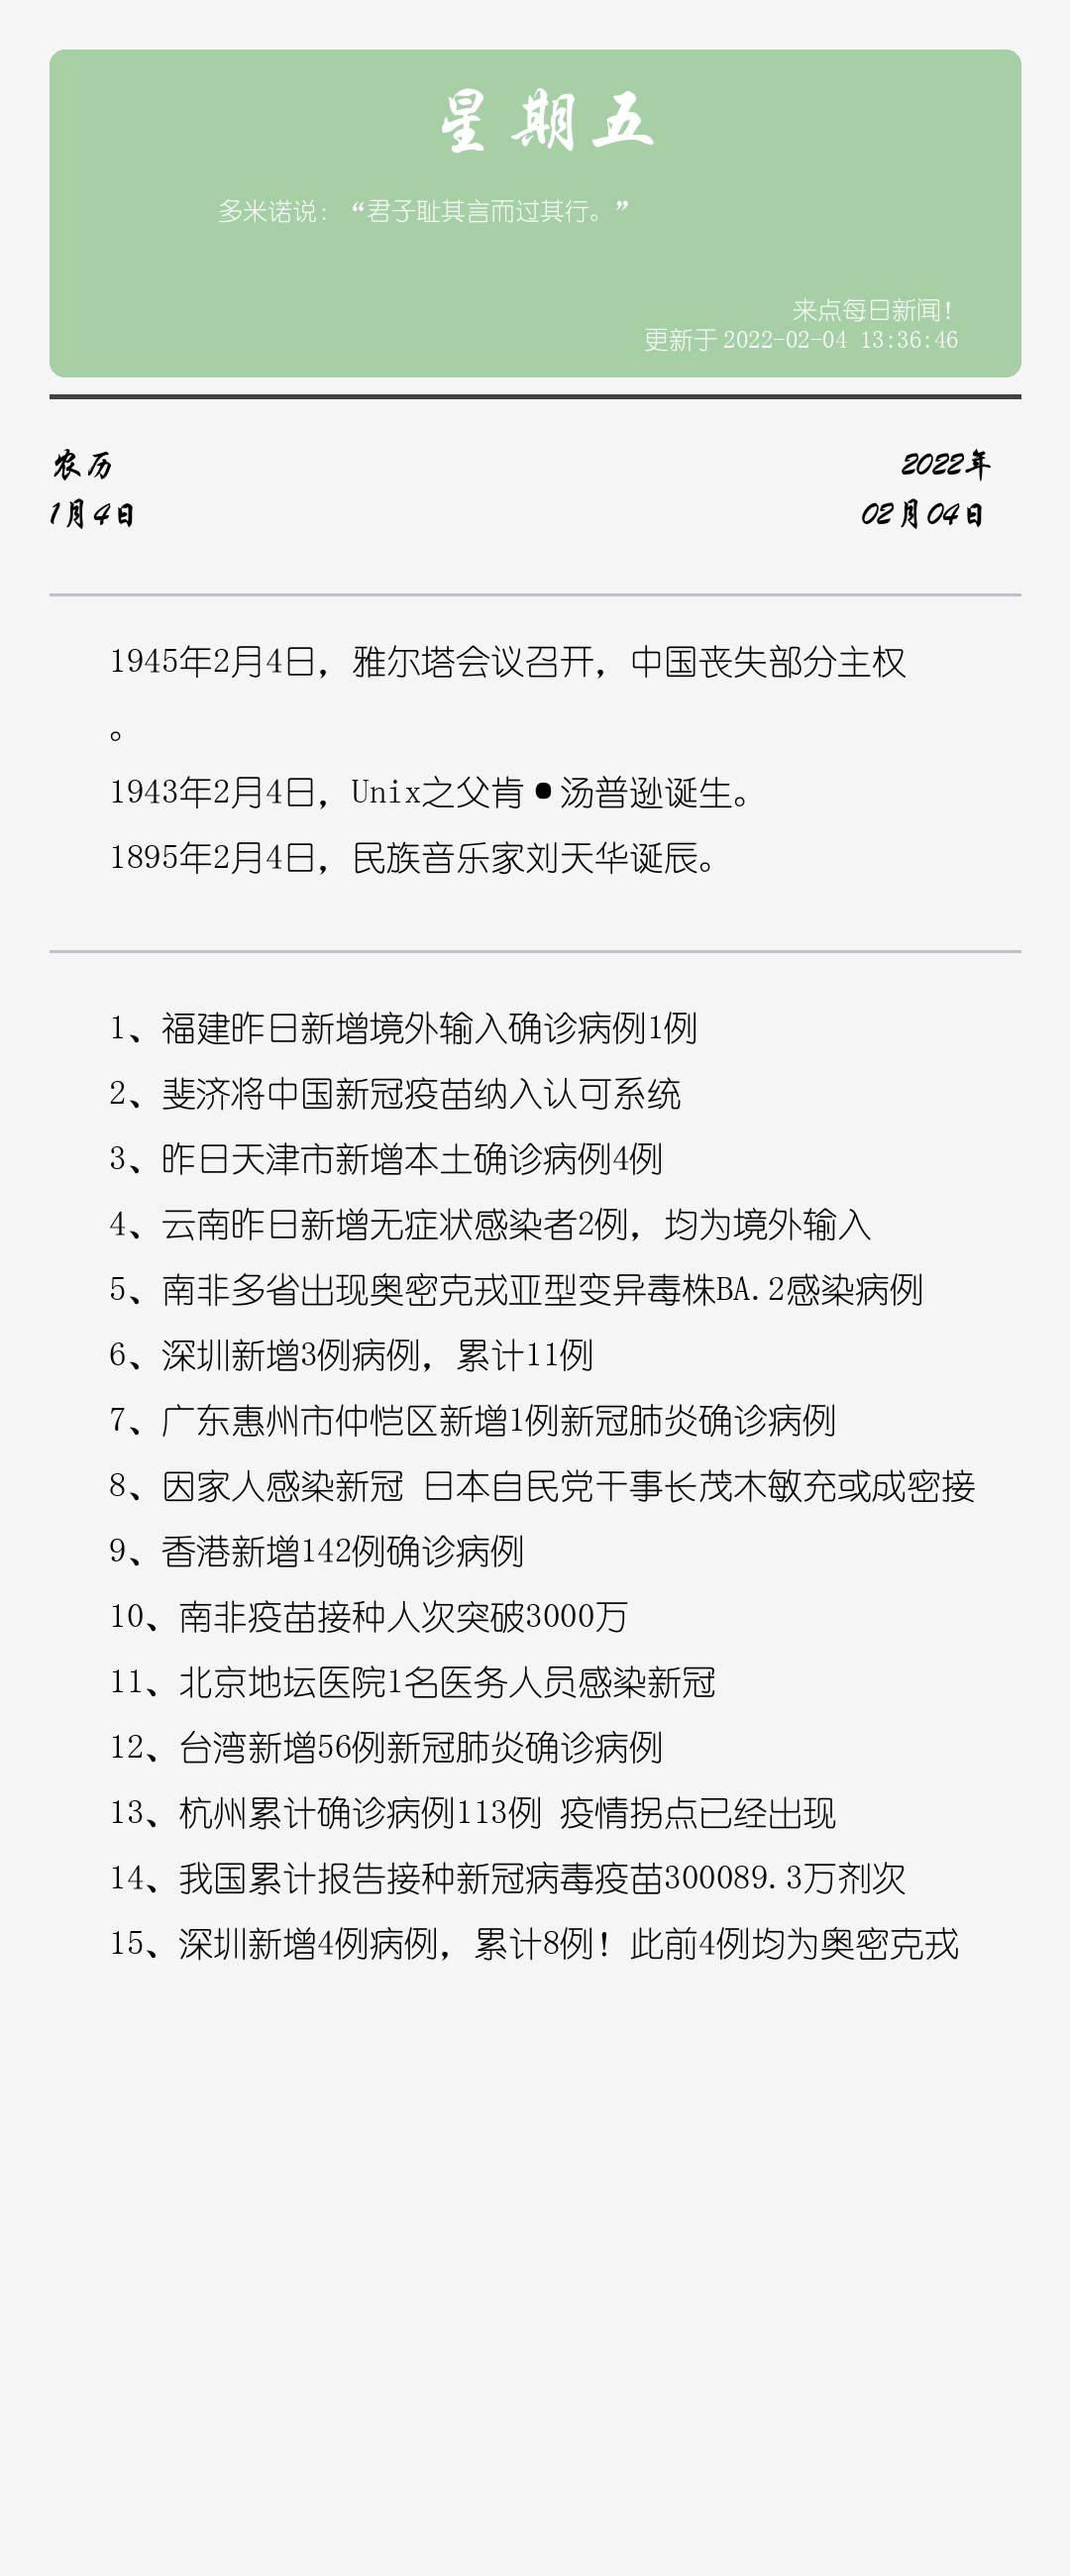 星期五
多米诺说：“君子耻其言而过其行。”
来点每日新闻！
更新于2022-02-04 13:36:46
农历
2022年
1月4日
02月04日
1945年2月4日，雅尔塔会议召开，中国丧失部分主权
。
1943年2月4日，Unix之父肯•汤普逊诞生。
1895年2月4日，民族音乐家刘天华诞辰。
1、福建昨日新增境外输入确诊病例1例
2、斐济将中国新冠疫苗纳入认可系统
3、昨日天津市新增本土确诊病例4例
4、云南昨日新增无症状感染者2例，均为境外输入
5、南非多省出现奥密克戎亚型变异毒株BA.2感染病例
6、深圳新增3例病例，累计11例
7、广东惠州市仲恺区新增1例新冠肺炎确诊病例
8、因家人感染新冠 日本自民党干事长茂木敏充或成密接
9、香港新增142例确诊病例
10、南非疫苗接种人次突破3000万
11、北京地坛医院1名医务人员感染新冠
12、台湾新增56例新冠肺炎确诊病例
13、杭州累计确诊病例113例 疫情拐点已经出现
14、我国累计报告接种新冠病毒疫苗300089.3万剂次
15、深圳新增4例病例，累计8例！此前4例均为奥密克戎